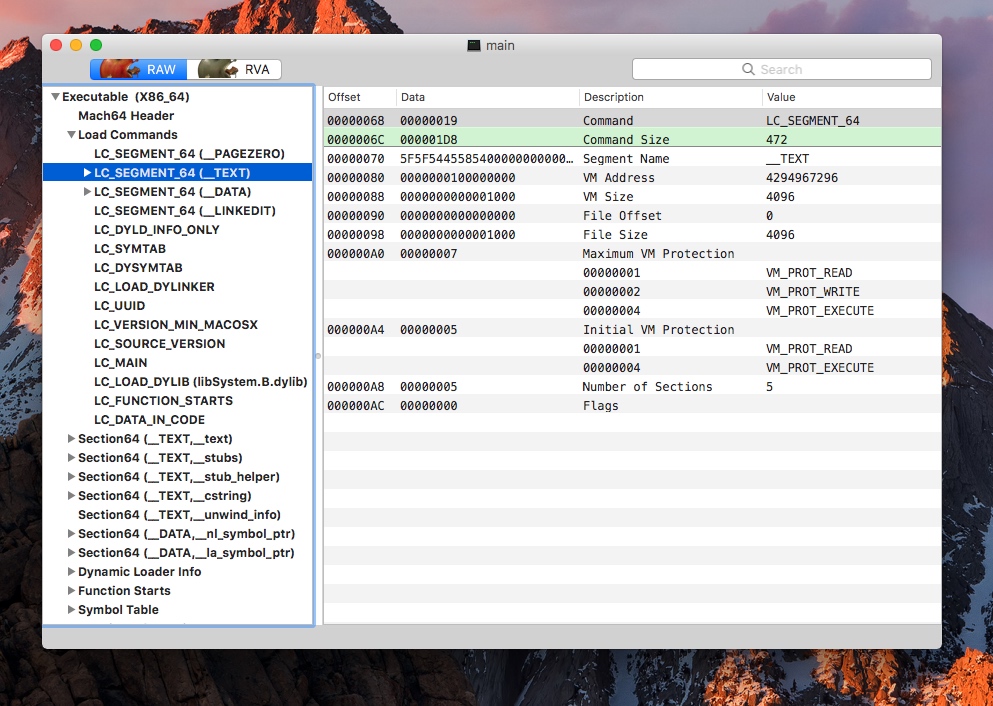 main
RAW RVA Search
Executable (X86_64)
Mach64 Header
Load Commands
LC_SEGMENT_64 (__PAGEZERO)
LC_SEGMENT_64 (__TEXT)
LC_SEGMENT_64 (__DATA)
LC_SEGMENT_64 (__LINKEDIT)
LC_DYLD_INFO_ONLY
LC_SYMTAB
LC_DYSYMTAB
LC_LOAD_DYLINKER
LC_UUID
LC_VERSION_MIN_MACOSX
LC_SOURCE_VERSION
LC_MAIN
LC_LOAD_DYLIB (libSystem.B.dylib)
LC_FUNCTION_STARTS
LC_DATA_IN_CODE
Section64 (__TEXT,__text)
Section64 (__TEXT,__stubs)
Section64 (__TEXT,__stub_helper)
Section64 (__TEXT,__cstring)
Section64 (__TEXT,__unwind_info)
Section64 (__DATA,__nl_symbol_ptr)
Section64 (__DATA,__la_symbol_ptr)
Dynamic Loader Info
Function Starts
Symbol Table
Offset Data Description Value
00000068 00000019 Command LC_SEGMENT_64
0000006C 000001D8 Command Size 472
00000070 5F5F5445585400000000000... Segment Name __TEXT
00000080 0000000100000000 VM Address 4294967296
00000088 0000000000001000 VM Size 4096
00000090 0000000000000000 File Offset 0
00000098 0000000000001000 File Size 4096
000000A0 00000007 Maximum VM Protection
00000001 VM_PROT_READ
00000002 VM_PROT_WRITE
00000004 VM_PROT_EXECUTE
000000A4 00000005 Initial VM Protection
00000001 VM_PROT_READ
00000004 VM_PROT_EXECUTE
000000A8 00000005 Number of Sections 5
000000AC 00000000 Flags